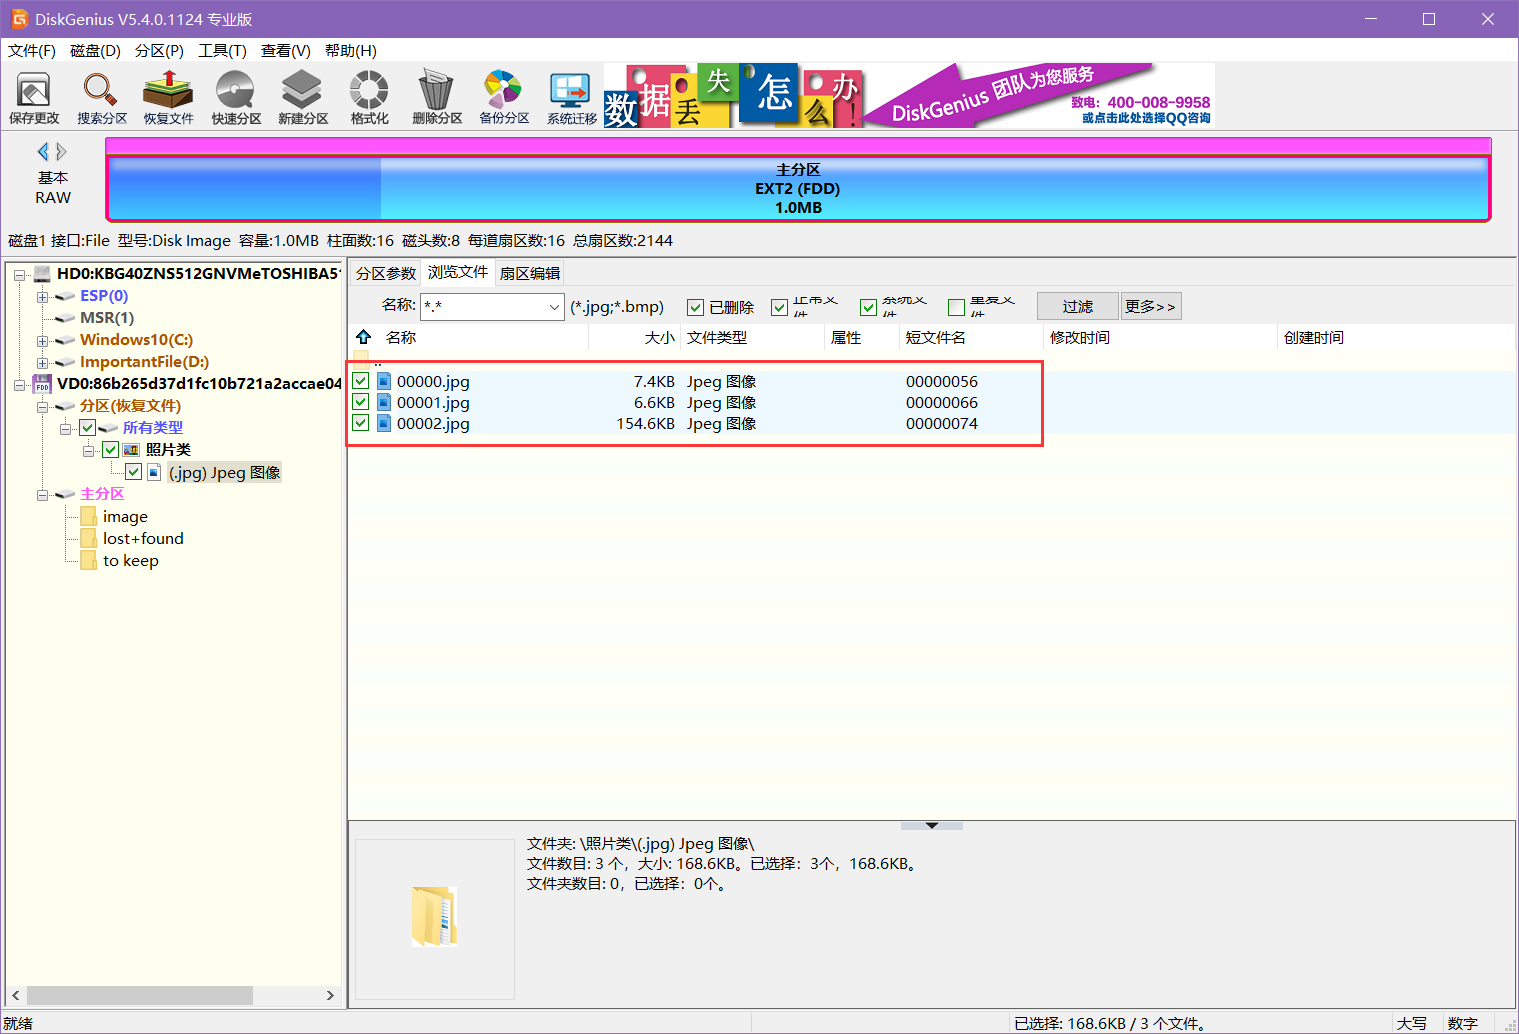 DiskGenius V5.4.0.1124 专业版
文件(F) 磁盘(D) 分区(P) 工具(T) 查看(V) 帮助(H)
保存更改 搜索分区 恢复文件 快速分区 新建分区 格式化 删除分区 备份分区 系统迁移
数据丢失怎么办!
DiskGenius 团队为您服务
致电：400-008-9958
或点击此处选择QQ咨询
基本
RAW
主分区
EXT2 (FDD)
1.0MB
磁盘1 接口:File 型号:Disk Image 容量:1.0MB 柱面数:16 磁头数:8 每道扇区数:16 总扇区数:2144
HD0:KBG40ZNS512GNVMeTOSHIBA51
ESP(0)
MSR(1)
Windows10(C:)
ImportantFile(D:)
FDD
VD0:86b265d37d1fc10b721a2accae04
分区(恢复文件)
所有类型
照片类
(.jpg) Jpeg 图像
主分区
image
lost+found
to keep
分区参数 浏览文件 扇区编辑
名称: *.* (*.jpg;*.bmp) 已删除 正常文件 系统文件 重复文件 过滤 更多>>
名称 大小 文件类型 属性 短文件名 修改时间 创建时间
..
00000.jpg 7.4KB Jpeg 图像 00000056
00001.jpg 6.6KB Jpeg 图像 00000066
00002.jpg 154.6KB Jpeg 图像 00000074
文件夹: \照片类\(.jpg) Jpeg 图像\
文件数目: 3 个，大小: 168.6KB。已选择：3个，168.6KB。
文件夹数目: 0，已选择：0个。
就绪 已选择: 168.6KB / 3 个文件。 大写 数字